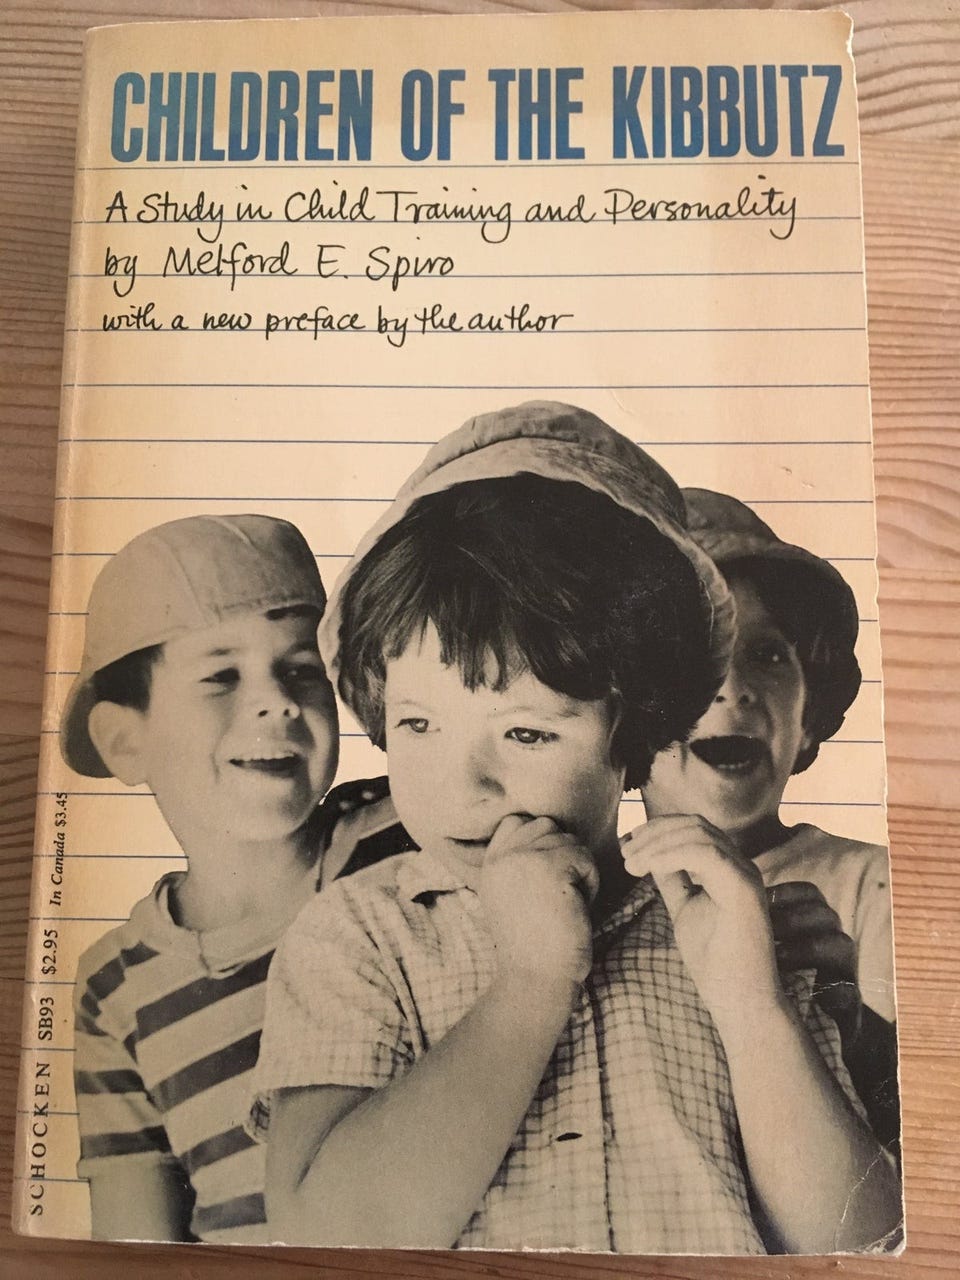 CHILDREN OF THE KIBBUTZ
A Study in Child Training and Personality
by Melford E. Spiro
with a new preface by the author
SCHOCKEN SB93 $2.95 In Canada $3.45